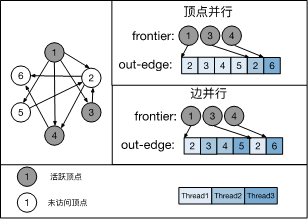 顶点并行
frontier: 1 3 4
out-edge: 2 3 4 5 2 6
边并行
frontier: 1 3 4
out-edge: 2 3 4 5 2 6
1
6
2
5
3
4
1 活跃顶点
1 未访问顶点
Thread1 Thread2 Thread3